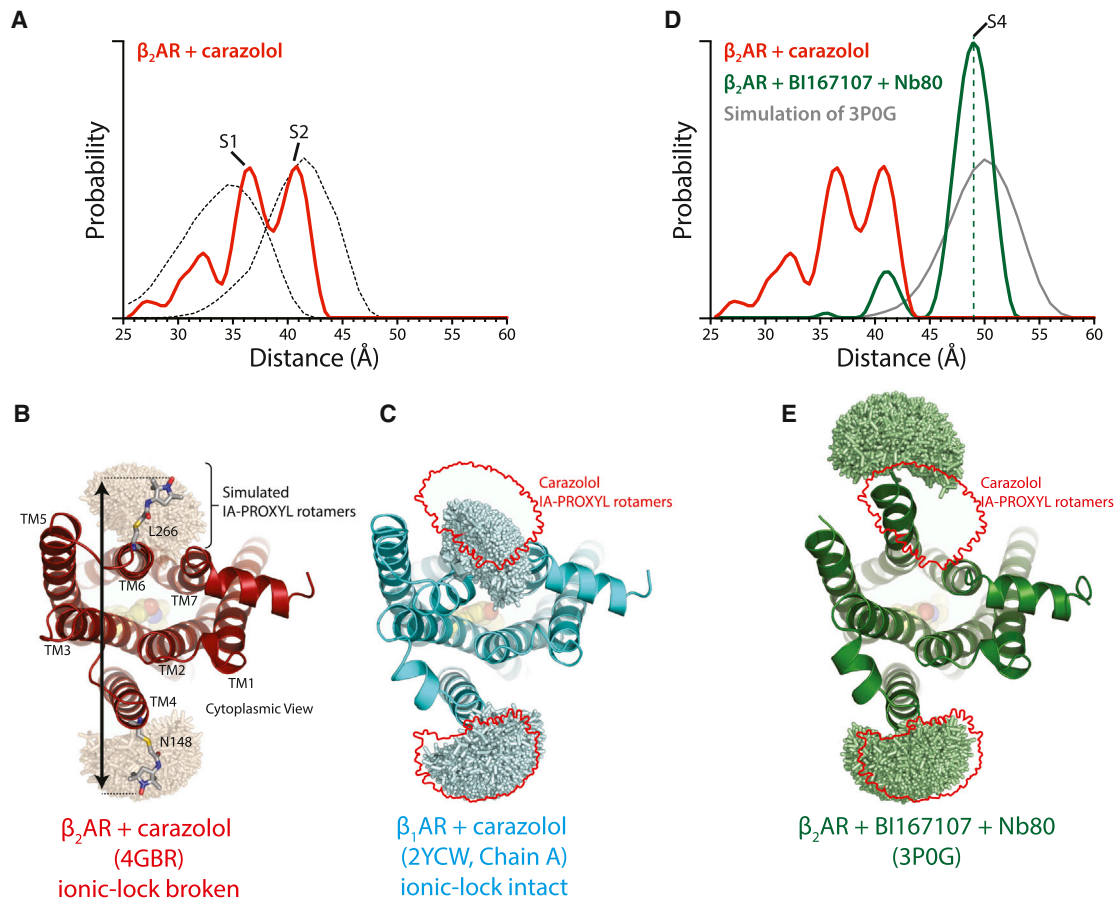 A
β₂AR + carazolol
S1
S2
Probability
25 30 35 40 45 50 55 60
Distance (Å)
D
S4
β₂AR + carazolol
β₂AR + BI167107 + Nb80
Simulation of 3P0G
Probability
25 30 35 40 45 50 55 60
Distance (Å)
B
Simulated
IA-PROXYL rotamers
L266
TM5
TM6
TM7
TM3
TM2
TM1
TM4
Cytoplasmic View
N148
β₂AR + carazolol
(4GBR)
ionic-lock broken
C
Carazolol
IA-PROXYL rotamers
β₁AR + carazolol
(2YCW, Chain A)
ionic-lock intact
E
Carazolol
IA-PROXYL rotamers
β₂AR + BI167107 + Nb80
(3P0G)